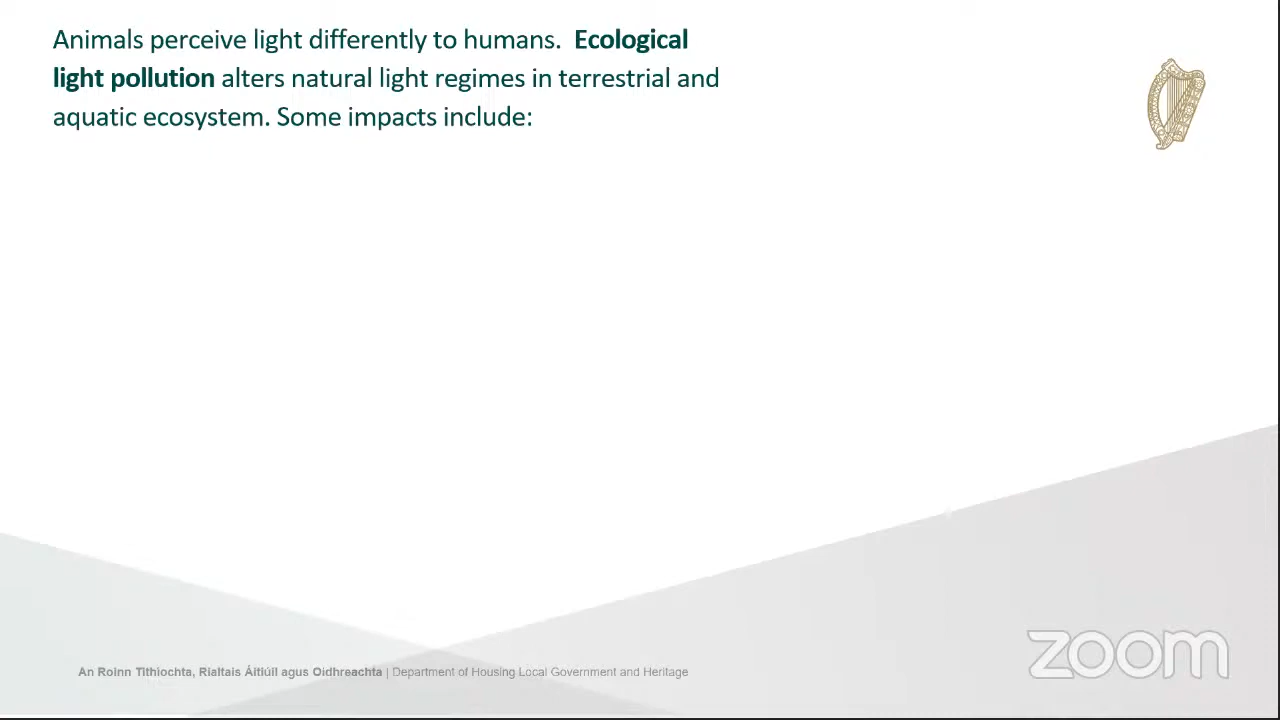 Animals perceive light differently to humans. Ecological
light pollution alters natural light regimes in terrestrial and
aquatic ecosystem. Some impacts include:
An Roinn Tithíochta, Rialtais Áitiúil agus Oidhreachta | Department of Housing Local Government and Heritage
zoom